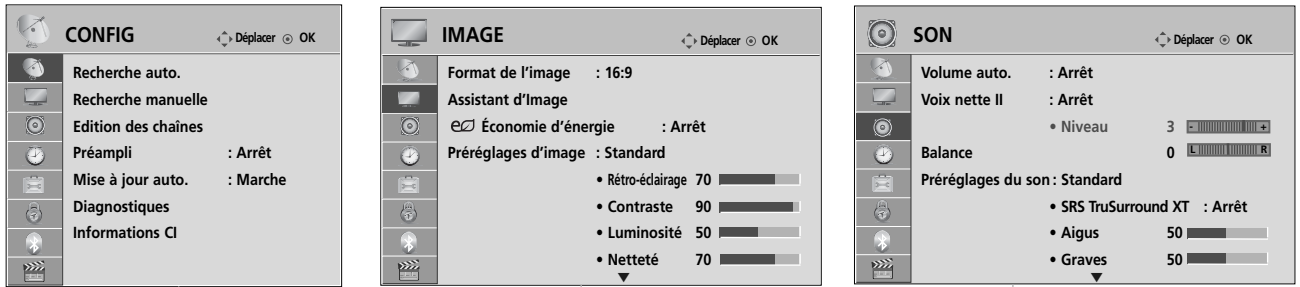 CONFIG
Déplacer OK
Recherche auto.
Recherche manuelle
Edition des chaînes
Préampli : Arrêt
Mise à jour auto. : Marche
Diagnostiques
Informations CI
IMAGE
Déplacer OK
Format de l'image : 16:9
Assistant d'Image
Économie d'énergie : Arrêt
Préréglages d'image : Standard
• Rétro-éclairage 70
• Contraste 90
• Luminosité 50
• Netteté 70
SON
Déplacer OK
Volume auto. : Arrêt
Voix nette II : Arrêt
• Niveau 3 - +
Balance 0 L R
Préréglages du son : Standard
• SRS TruSurround XT : Arrêt
• Aigus 50
• Graves 50